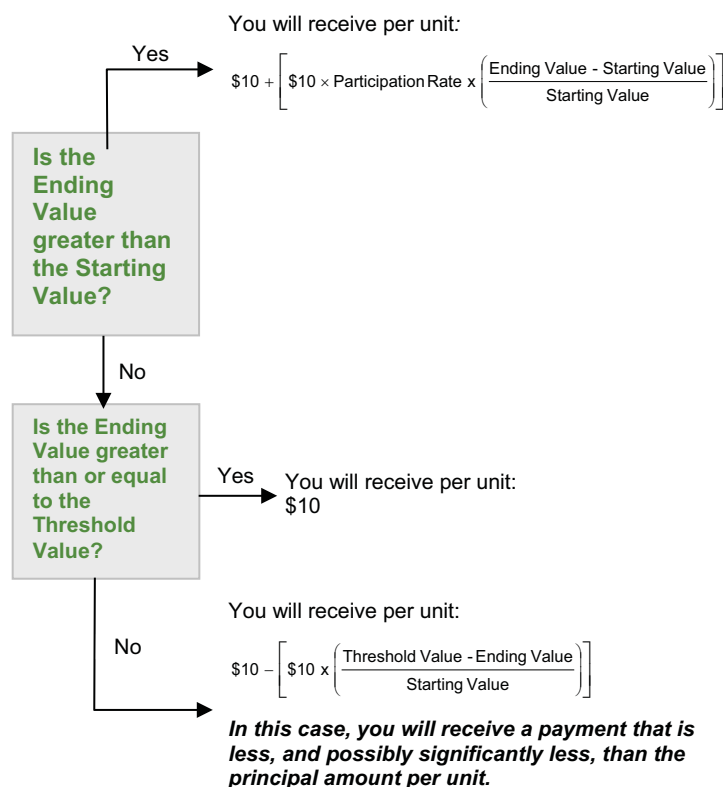 You will receive per unit:
Yes
$10 + [ $10 × Participation Rate x ( Ending Value - Starting Value / Starting Value ) ]
Is the
Ending
Value
greater than
the Starting
Value?
No
Is the Ending
Value greater
than or equal
to the
Threshold
Value?
Yes
You will receive per unit:
$10
You will receive per unit:
No
$10 – [ $10 x ( Threshold Value - Ending Value / Starting Value ) ]
In this case, you will receive a payment that is
less, and possibly significantly less, than the
principal amount per unit.